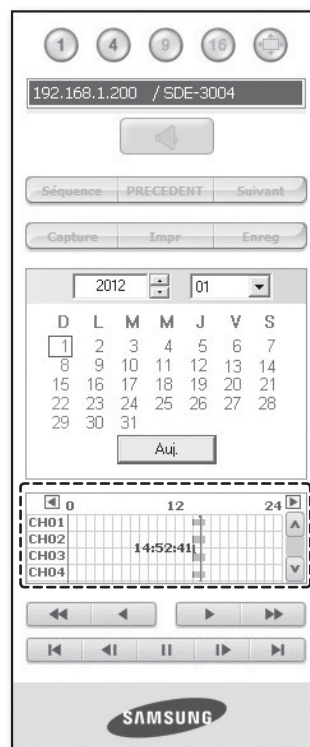 1 4 9 16
192.168.1.200 / SDE-3004
Séquence PRECEDENT Suivant
Capture Impr Enreg
2012 01
D L M M J V S
1 2 3 4 5 6 7
8 9 10 11 12 13 14
15 16 17 18 19 20 21
22 23 24 25 26 27 28
29 30 31
Auj.
0 12 24
CH01
CH02
14:52:41
CH03
CH04
SAMSUNG